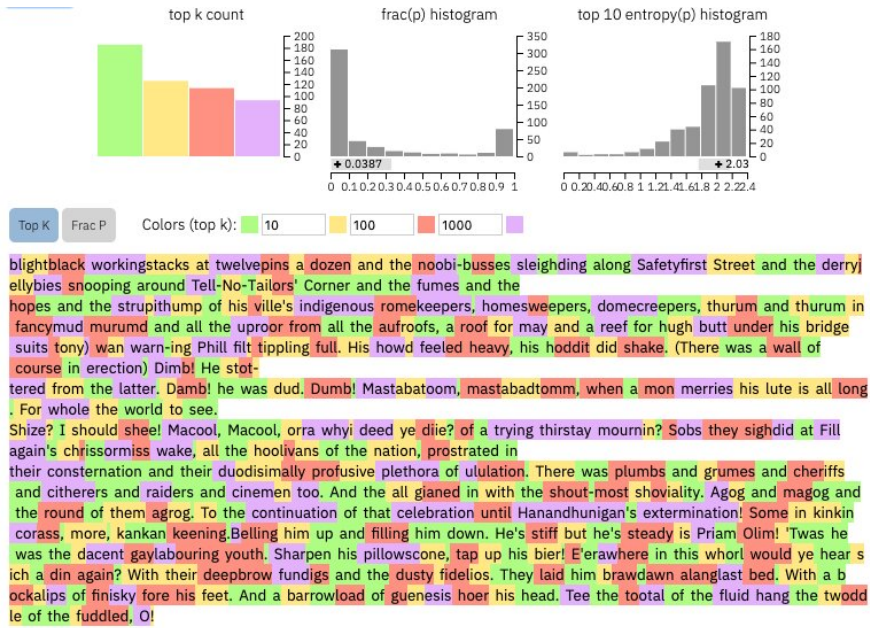 top k count
frac(p) histogram
top 10 entropy(p) histogram
200
180
160
140
120
100
80
60
40
20
0
350
300
250
200
150
100
50
0
180
160
140
120
100
80
60
40
20
0
+ 0.0387
+ 2.03
0 0.1 0.2 0.3 0.4 0.5 0.6 0.7 0.8 0.9 1
0 0.20.40.60.8 1 1.21.41.61.8 2 2.22.4
Top K Frac P Colors (top k): 10 100 1000
blightblack workingstacks at twelvepins a dozen and the noobi-busses sleighding along Safetyfirst Street and the derryj
ellybies snooping around Tell-No-Tailors' Corner and the fumes and the
hopes and the strupithump of his ville's indigenous romekeepers, homesweepers, domecreepers, thurum and thurum in
fancymud murumd and all the uproor from all the aufroofs, a roof for may and a reef for hugh butt under his bridge
suits tony) wan warn-ing Phill filt tippling full. His howd feeled heavy, his hoddit did shake. (There was a wall of
course in erection) Dimb! He stot-
tered from the latter. Damb! he was dud. Dumb! Mastabatoom, mastabadtomm, when a mon merries his lute is all long
. For whole the world to see.
Shize? I should shee! Macool, Macool, orra whyi deed ye diie? of a trying thirstay mournin? Sobs they sighdid at Fill
again's chrissormiss wake, all the hoolivans of the nation, prostrated in
their consternation and their duodisimally profusive plethora of ululation. There was plumbs and grumes and cheriffs
and citherers and raiders and cinemen too. And the all gianed in with the shout-most shoviality. Agog and magog and
the round of them agrog. To the continuation of that celebration until Hanandhunigan's extermination! Some in kinkin
corass, more, kankan keening.Belling him up and filling him down. He's stiff but he's steady is Priam Olim! 'Twas he
was the dacent gaylabouring youth. Sharpen his pillowscone, tap up his bier! E'erawhere in this whorl would ye hear s
ich a din again? With their deepbrow fundigs and the dusty fidelios. They laid him brawdawn alanglast bed. With a b
ockalips of finisky fore his feet. And a barrowload of guenesis hoer his head. Tee the tootal of the fluid hang the twodd
le of the fuddled, O!